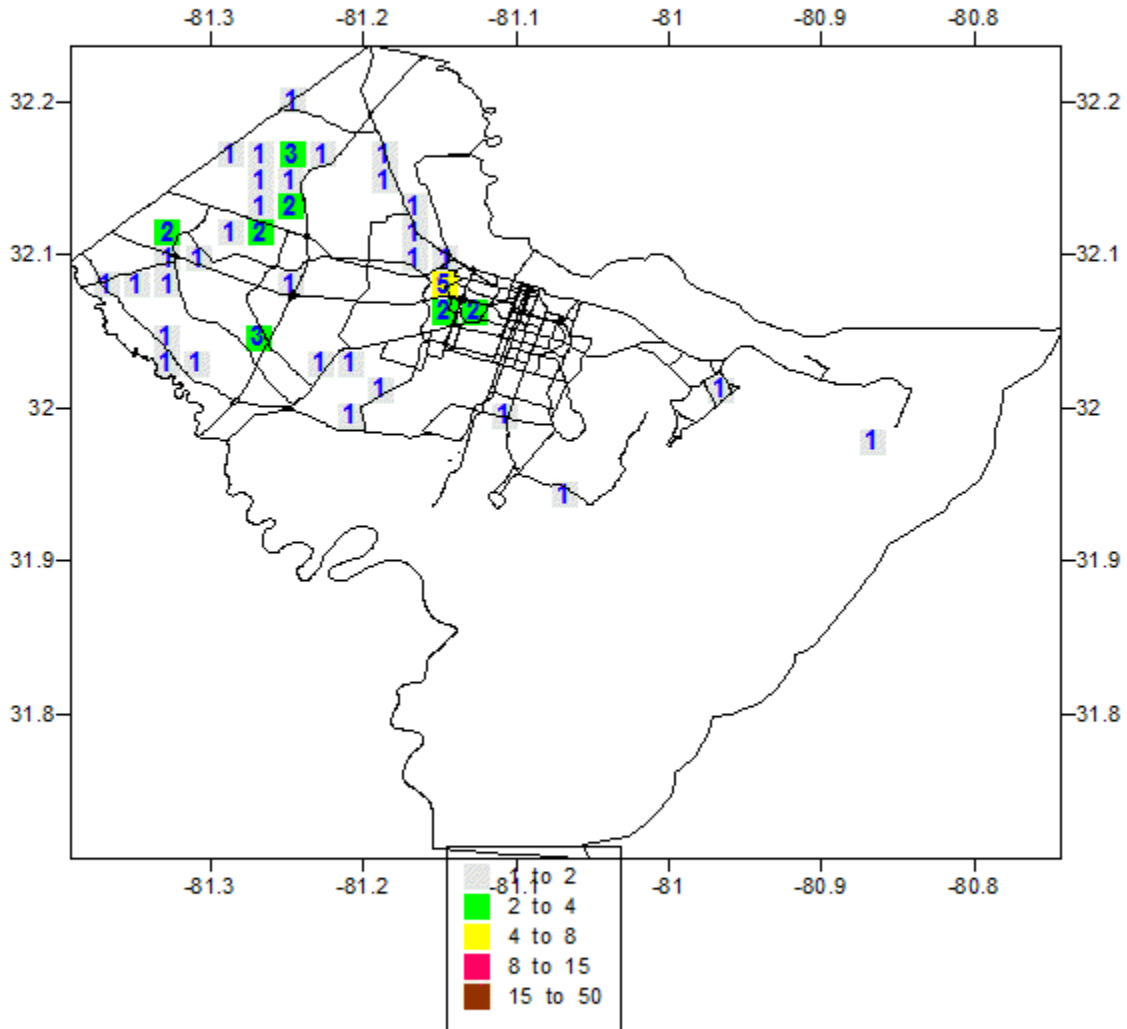 -81.3 -81.2 -81.1 -81 -80.9 -80.8
32.2 1 32.2
1 1 3 1 1
1 1 1
1 2 1
2 1 2 1
32.1 1 1 1 1 32.1
1 1 1 1 5
2 2
1 3
1 1 1 1
1 1
32 1 1 32
1
1
31.9 31.9
31.8 31.8
-81.3 -81.2 -81.1 -81 -80.9 -80.8
1 to 2
2 to 4
4 to 8
8 to 15
15 to 50